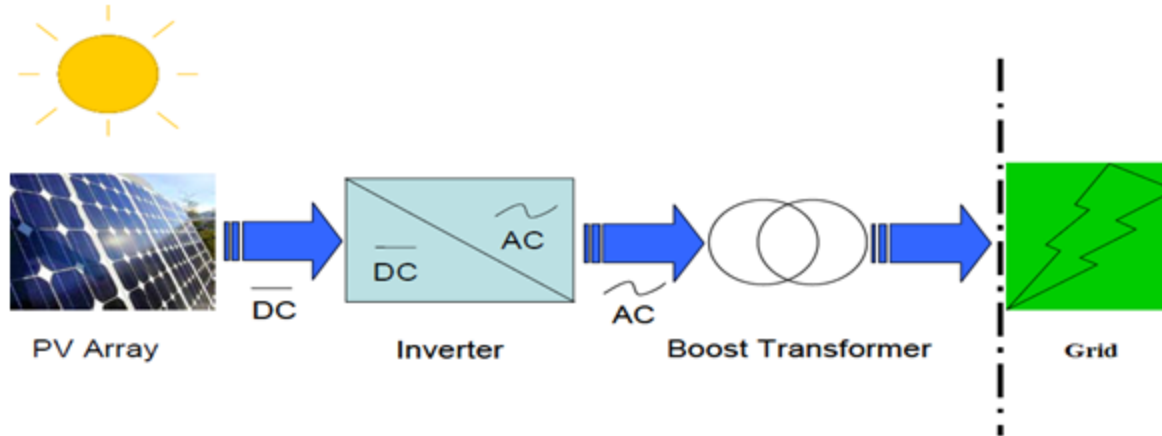 AC
DC
DC
AC
PV Array
Inverter
Boost Transformer
Grid